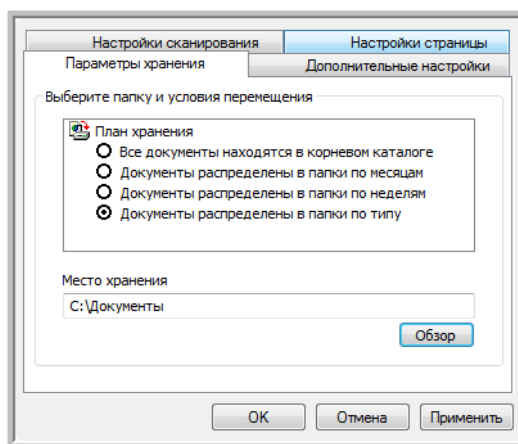 Настройки сканирования
Настройки страницы
Параметры хранения
Дополнительные настройки
Выберите папку и условия перемещения
План хранения
Все документы находятся в корневом каталоге
Документы распределены в папки по месяцам
Документы распределены в папки по неделям
Документы распределены в папки по типу
Место хранения
C:\Документы
Обзор
OK
Отмена
Применить